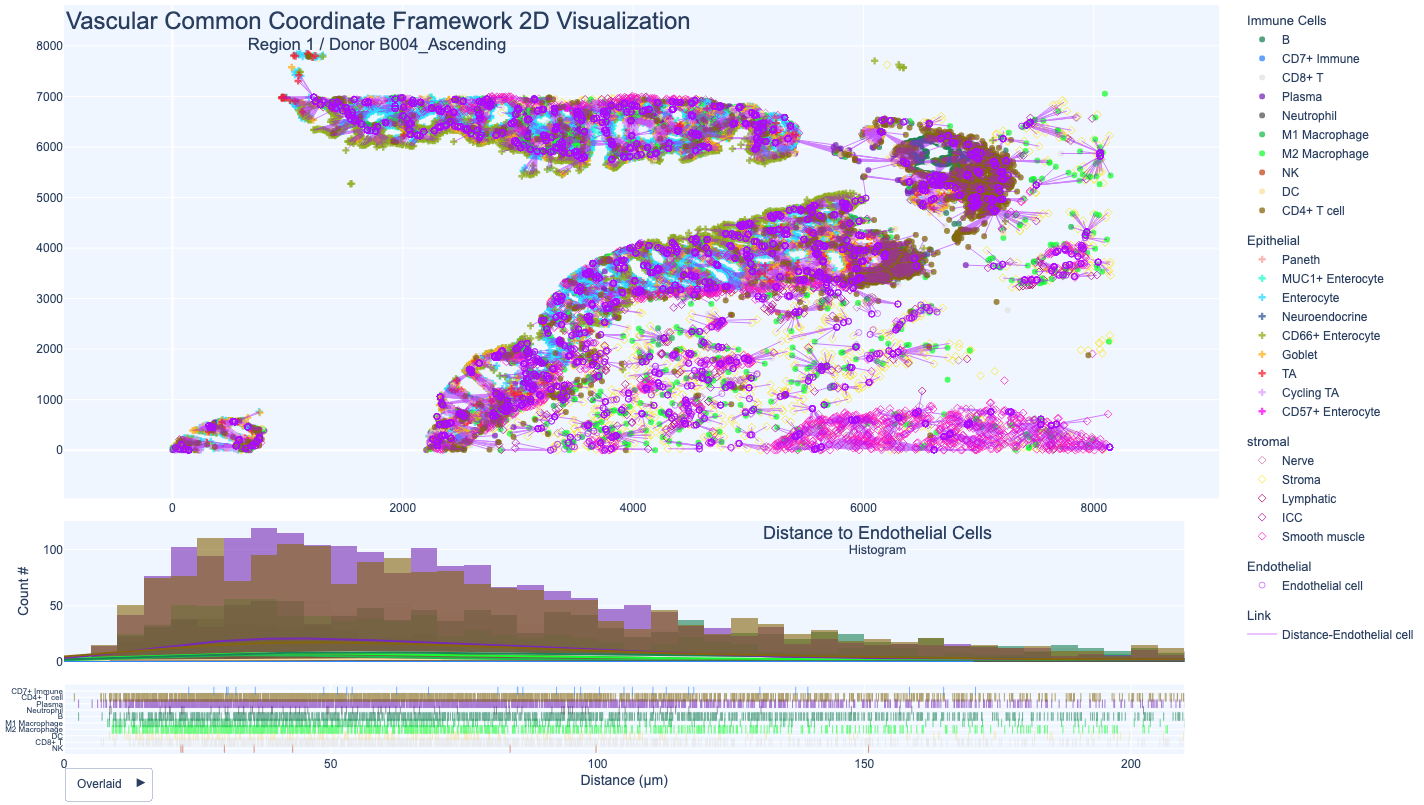 Vascular Common Coordinate Framework 2D Visualization
Region 1 / Donor B004_Ascending
8000
7000
6000
5000
4000
3000
2000
1000
0
0
2000
4000
6000
8000
Immune Cells
B
CD7+ Immune
CD8+ T
Plasma
Neutrophil
M1 Macrophage
M2 Macrophage
NK
DC
CD4+ T cell
Epithelial
Paneth
MUC1+ Enterocyte
Enterocyte
Neuroendocrine
CD66+ Enterocyte
Goblet
TA
Cycling TA
CD57+ Enterocyte
stromal
Nerve
Stroma
Lymphatic
ICC
Smooth muscle
Endothelial
Endothelial cell
Link
Distance-Endothelial cell
Distance to Endothelial Cells
Histogram
Count #
100
50
0
CD7+ Immune
CD4+ T cell
Plasma
Neutrophil
B
M1 Macrophage
M2 Macrophage
DC
CD8+ T
NK
0
50
100
150
200
Distance (μm)
Overlaid ▶